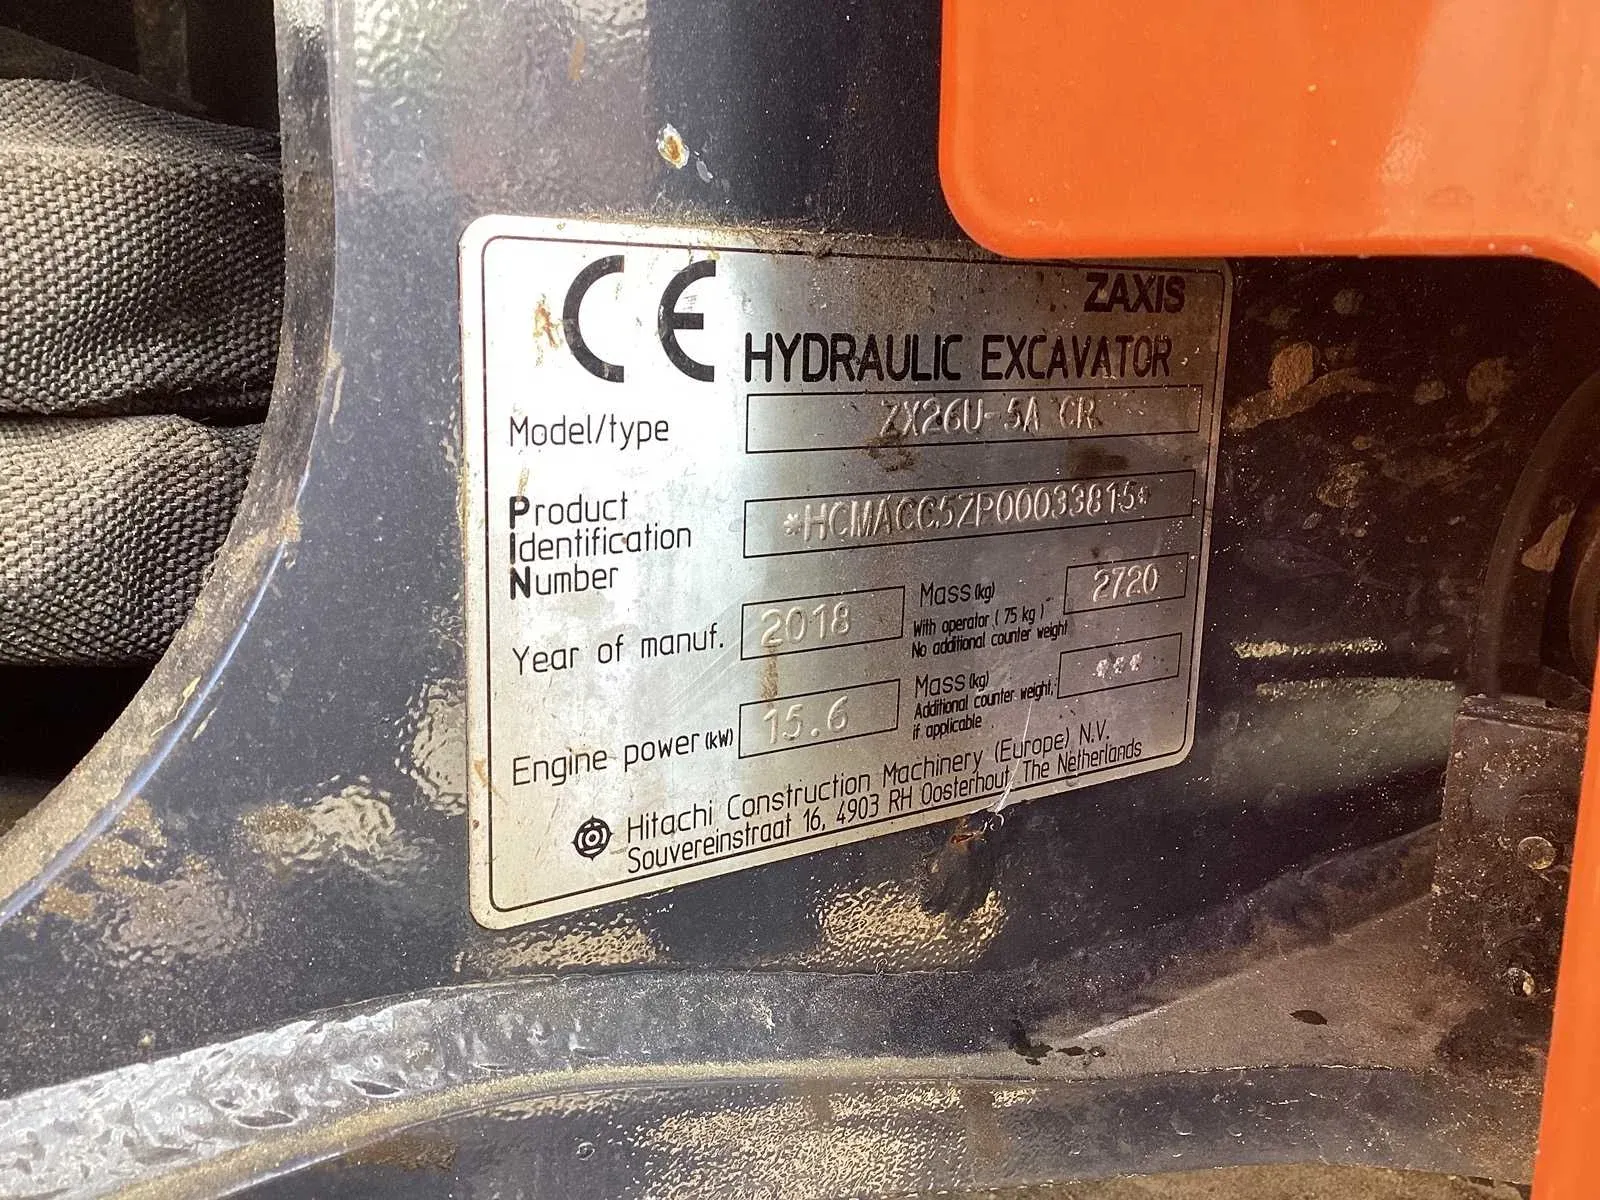 CE
ZAXIS
HYDRAULIC EXCAVATOR
Model/type ZX26U-5A CR
Product
Identification
Number *HCMACC5ZP00033815*
Year of manuf. 2018
Mass (kg) 2720
With operator (75 kg)
No additional counter weight
Engine power (kW) 15.6
Mass (kg) ***
Additional counter weight,
if applicable
Hitachi Construction Machinery (Europe) N.V.
Souvereinstraat 16, 4903 RH Oosterhout The Netherlands